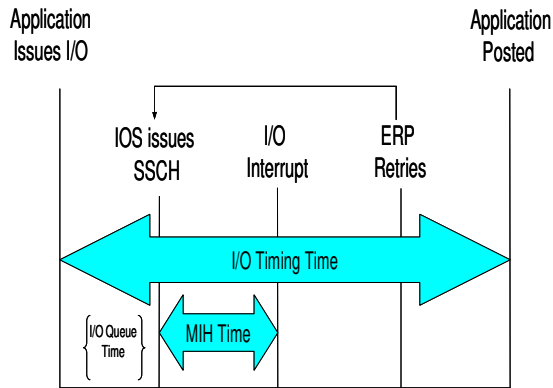 Application
Issues I/O
Application
Posted
IOS issues
SSCH
I/O
Interrupt
ERP
Retries
I/O Timing Time
I/O Queue
Time
MIH Time